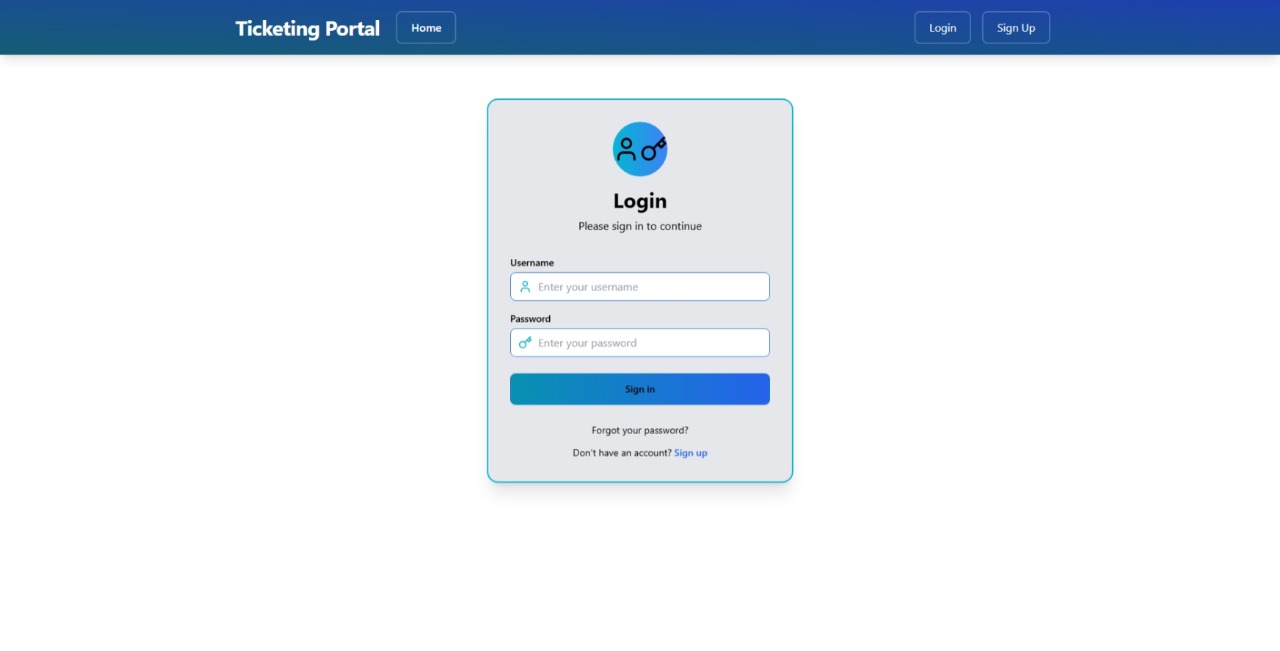 Ticketing Portal Home Login Sign Up
Login
Please sign in to continue
Username
Enter your username
Password
Enter your password
Sign in
Forgot your password?
Don't have an account? Sign up